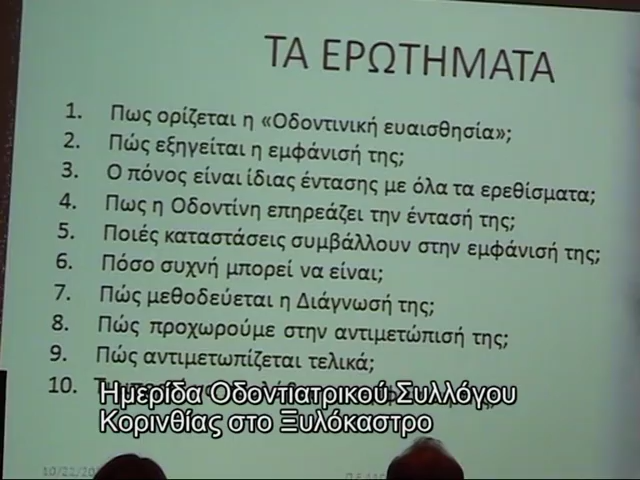 ΤΑ ΕΡΩΤΗΜΑΤΑ
1. Πως ορίζεται η «Οδοντινική ευαισθησία»;
2. Πώς εξηγείται η εμφάνισή της;
3. Ο πόνος είναι ίδιας έντασης με όλα τα ερεθίσματα;
4. Πως η Οδοντίνη επηρεάζει την έντασή της;
5. Ποιές καταστάσεις συμβάλλουν στην εμφάνισή της;
6. Πόσο συχνή μπορεί να είναι;
7. Πώς μεθοδεύεται η Διάγνωσή της;
8. Πώς προχωρούμε στην αντιμετώπισή της;
9. Πώς αντιμετωπίζεται τελικά;
10.
Ημερίδα Οδοντιατρικού Συλλόγου
Κορινθίας στο Ξυλόκαστρο